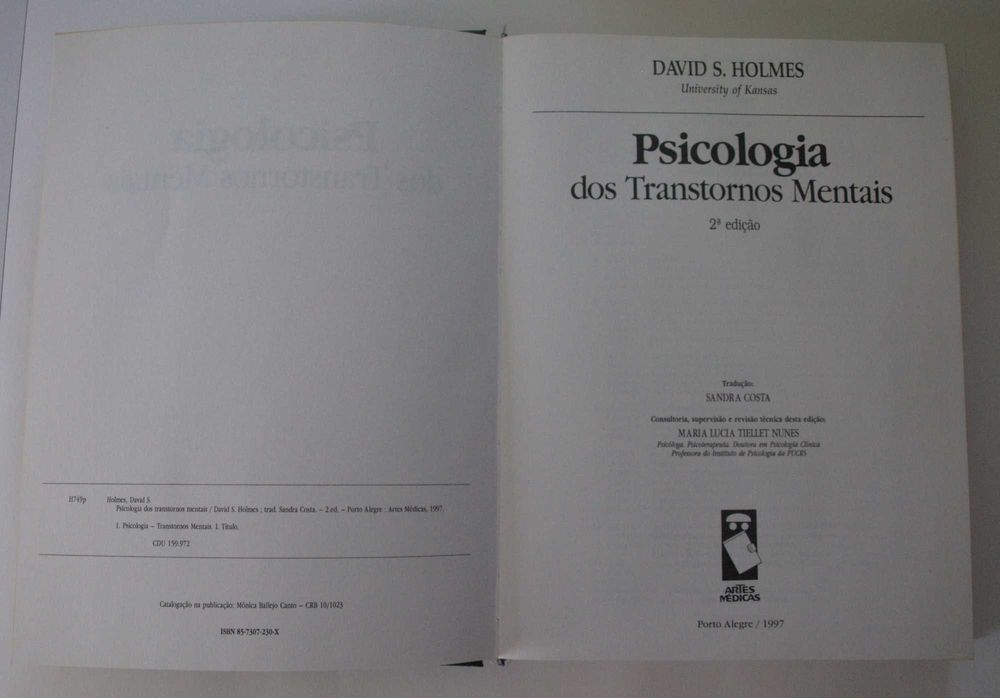 H749p Holmes, David S.
Psicologia dos transtornos mentais / David S. Holmes ; trad. Sandra Costa. – 2.ed. – Porto Alegre : Artes Médicas, 1997.
1. Psicologia – Transtornos Mentais. I. Título.
CDU 159.972
Catalogação na publicação: Mônica Ballejo Canto – CRB 10/1023
ISBN 85-7307-230-X
DAVID S. HOLMES
University of Kansas
Psicologia
dos Transtornos Mentais
2ª edição
Tradução:
SANDRA COSTA
Consultoria, supervisão e revisão técnica desta edição:
MARIA LUCIA TIELLET NUNES
Psicóloga. Psicoterapeuta. Doutora em Psicologia Clínica
Professora do Instituto de Psicologia da PUCRS
ARTES
MÉDICAS
Porto Alegre / 1997